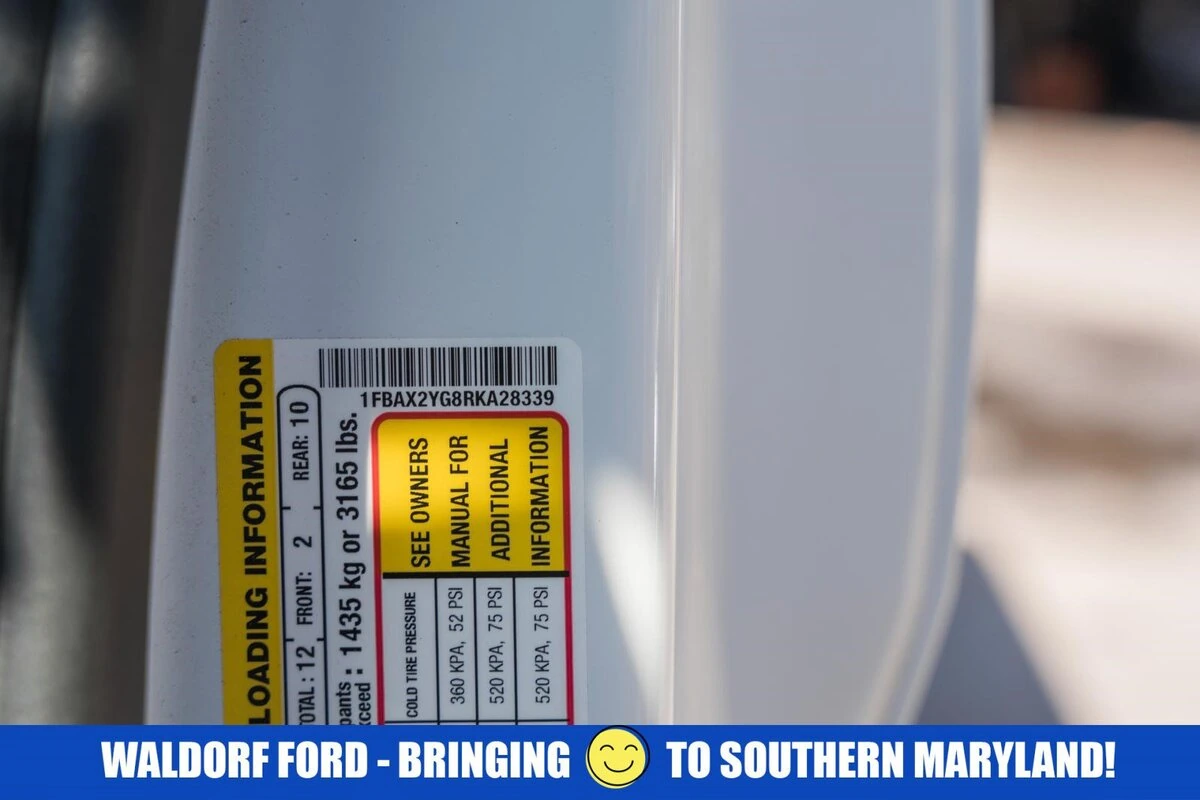 LOADING INFORMATION
OTAL : 12 FRONT: 2 REAR: 10
pants
ceed : 1435 kg or 3165 lbs.
1FBAX2YG8RKA28339
SEE OWNERS
MANUAL FOR
ADDITIONAL
INFORMATION
COLD TIRE PRESSURE
360 KPA, 52 PSI
520 KPA, 75 PSI
520 KPA, 75 PSI
WALDORF FORD - BRINGING TO SOUTHERN MARYLAND!